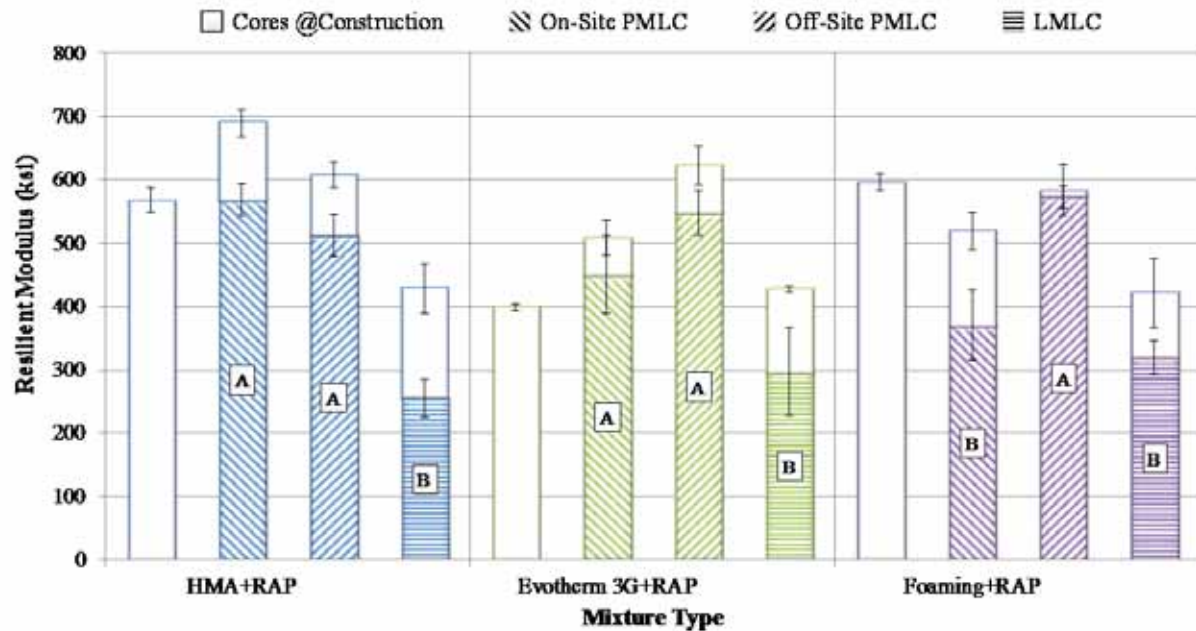 Cores @Construction On-Site PMLC Off-Site PMLC LMLC
800
700
600
500
400
300
200
100
0
Resilient Modulus (ksi)
A
A
B
A
A
B
B
A
B
HMA+RAP Evotherm 3G+RAP Foaming+RAP
Mixture Type